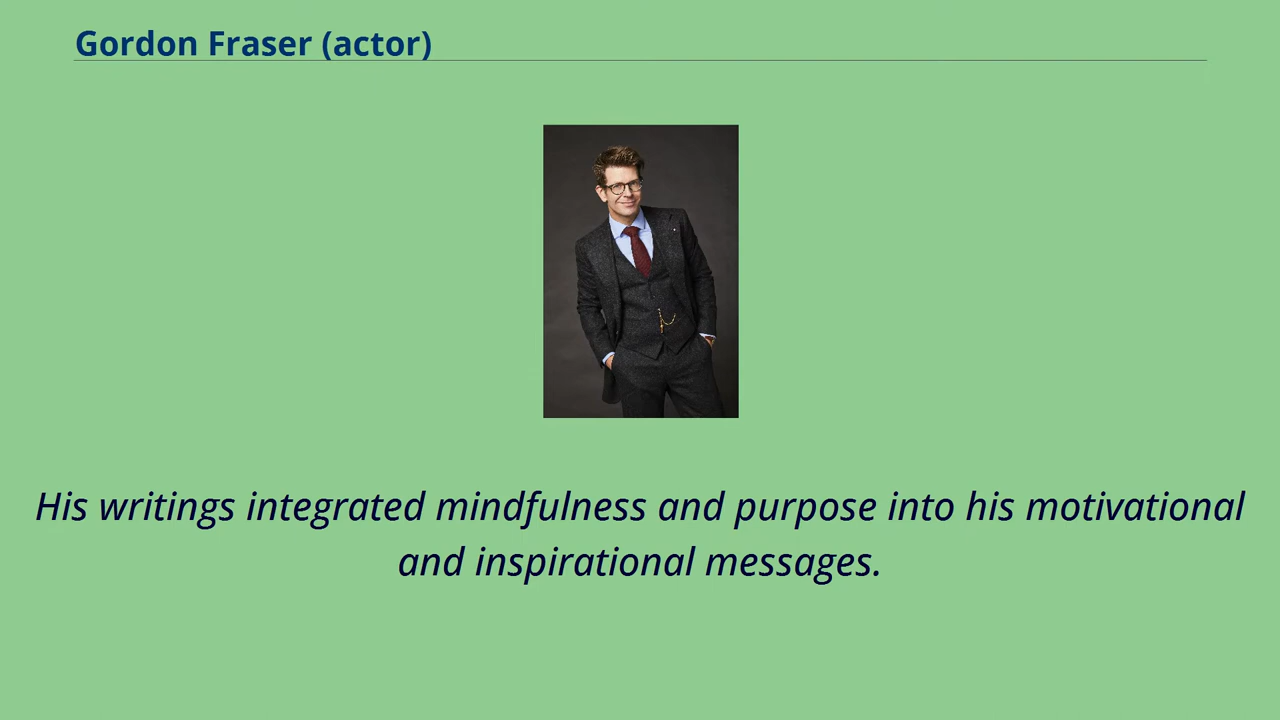 Gordon Fraser (actor)
His writings integrated mindfulness and purpose into his motivational
and inspirational messages.